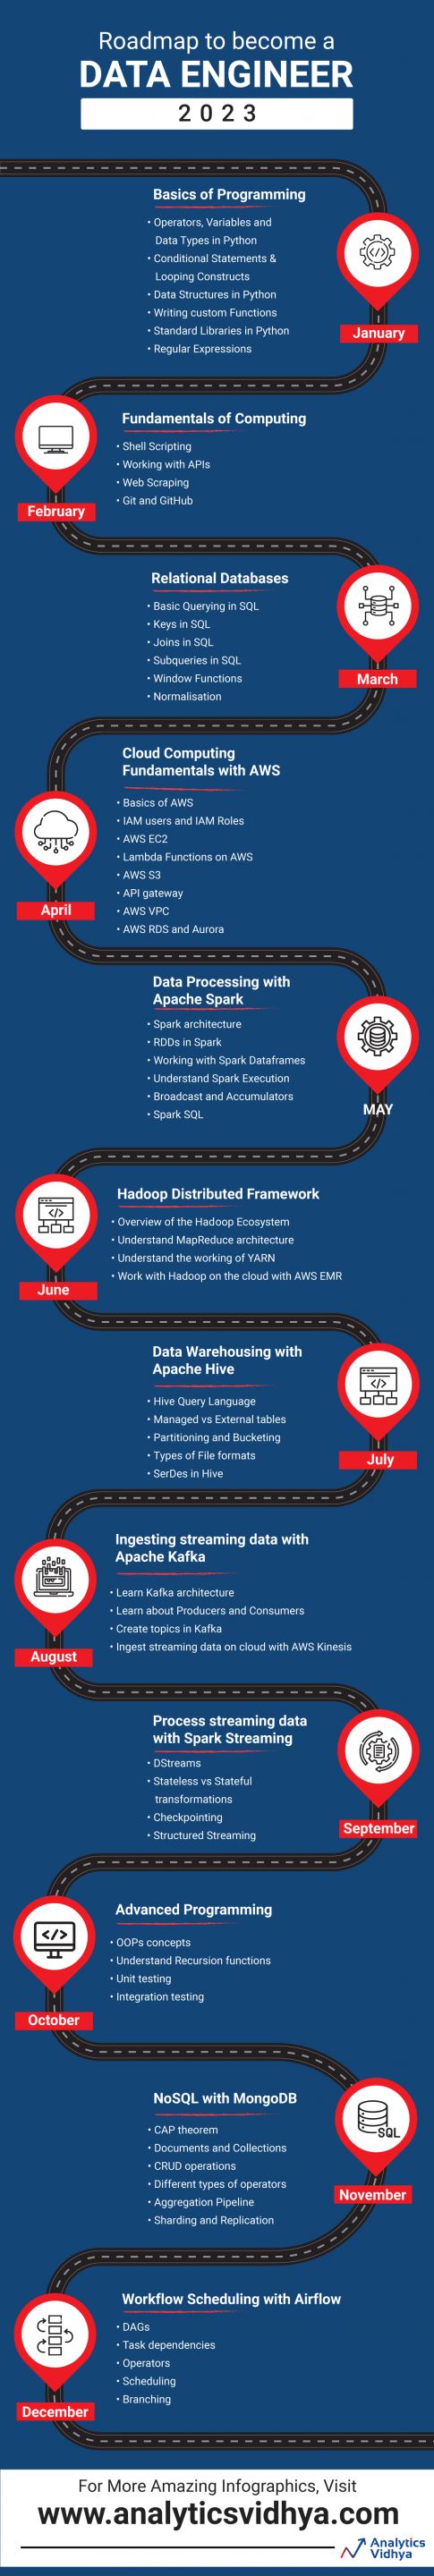 Roadmap to become a
DATA ENGINEER
2023
Basics of Programming
• Operators, Variables and
Data Types in Python
• Conditional Statements &
Looping Constructs
• Data Structures in Python
• Writing custom Functions
• Standard Libraries in Python
• Regular Expressions
January
Fundamentals of Computing
• Shell Scripting
• Working with APIs
• Web Scraping
• Git and GitHub
February
Relational Databases
• Basic Querying in SQL
• Keys in SQL
• Joins in SQL
• Subqueries in SQL
• Window Functions
• Normalisation
March
Cloud Computing
Fundamentals with AWS
• Basics of AWS
• IAM users and IAM Roles
• AWS EC2
• Lambda Functions on AWS
• AWS S3
• API gateway
• AWS VPC
• AWS RDS and Aurora
April
Data Processing with
Apache Spark
• Spark architecture
• RDDs in Spark
• Working with Spark Dataframes
• Understand Spark Execution
• Broadcast and Accumulators
• Spark SQL
MAY
Hadoop Distributed Framework
• Overview of the Hadoop Ecosystem
• Understand MapReduce architecture
• Understand the working of YARN
• Work with Hadoop on the cloud with AWS EMR
June
Data Warehousing with
Apache Hive
• Hive Query Language
• Managed vs External tables
• Partitioning and Bucketing
• Types of File formats
• SerDes in Hive
July
Ingesting streaming data with
Apache Kafka
• Learn Kafka architecture
• Learn about Producers and Consumers
• Create topics in Kafka
• Ingest streaming data on cloud with AWS Kinesis
August
Process streaming data
with Spark Streaming
• DStreams
• Stateless vs Stateful
transformations
• Checkpointing
• Structured Streaming
September
Advanced Programming
• OOPs concepts
• Understand Recursion functions
• Unit testing
• Integration testing
October
NoSQL with MongoDB
• CAP theorem
• Documents and Collections
• CRUD operations
• Different types of operators
• Aggregation Pipeline
• Sharding and Replication
SQL
November
Workflow Scheduling with Airflow
• DAGs
• Task dependencies
• Operators
• Scheduling
• Branching
December
For More Amazing Infographics, Visit
www.analyticsvidhya.com
Analytics
Vidhya